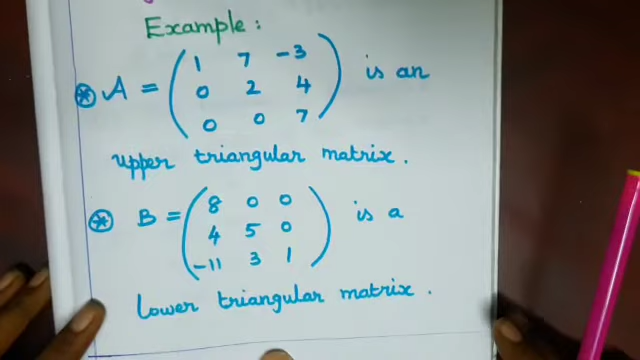 Example:
* A = ( 1 7 -3 ) is an
0 2 4
0 0 7
upper triangular matrix.
* B = ( 8 0 0 ) is a
4 5 0
-11 3 1
Lower triangular matrix.